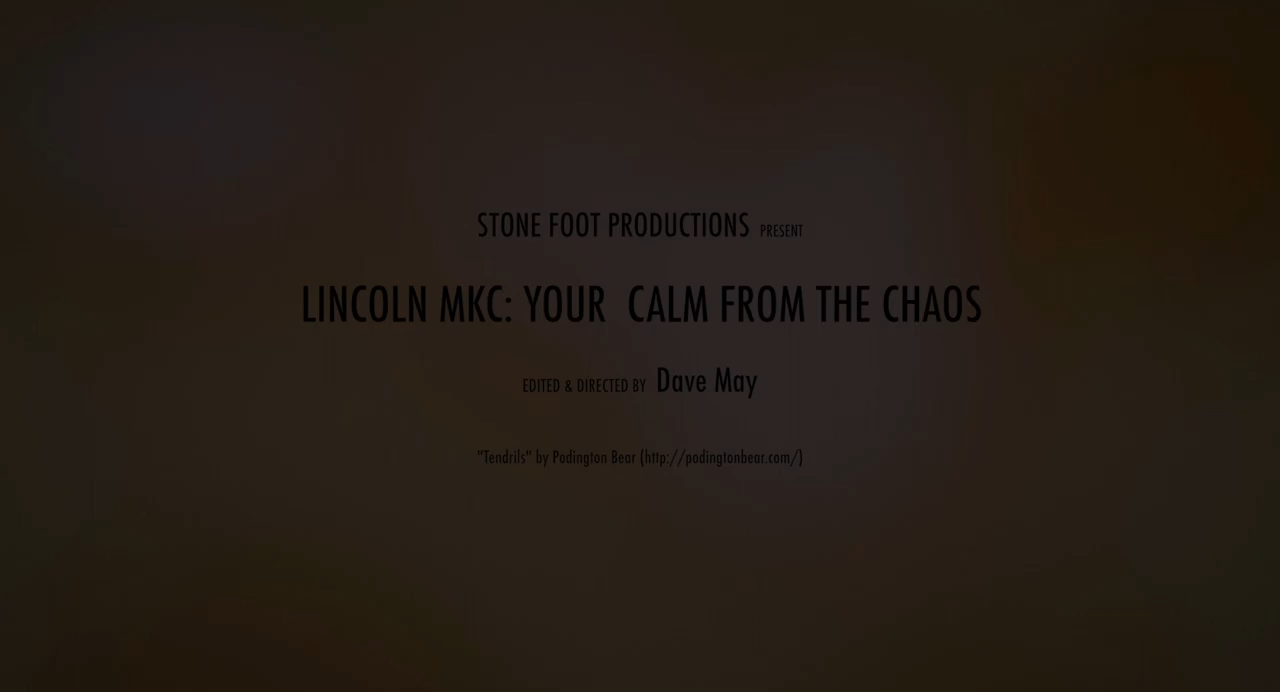 STONE FOOT PRODUCTIONS PRESENT
LINCOLN MKC: YOUR  CALM FROM THE CHAOS
EDITED & DIRECTED BY Dave May
"Tendrils" by Podington Bear (http://podingtonbear.com/)